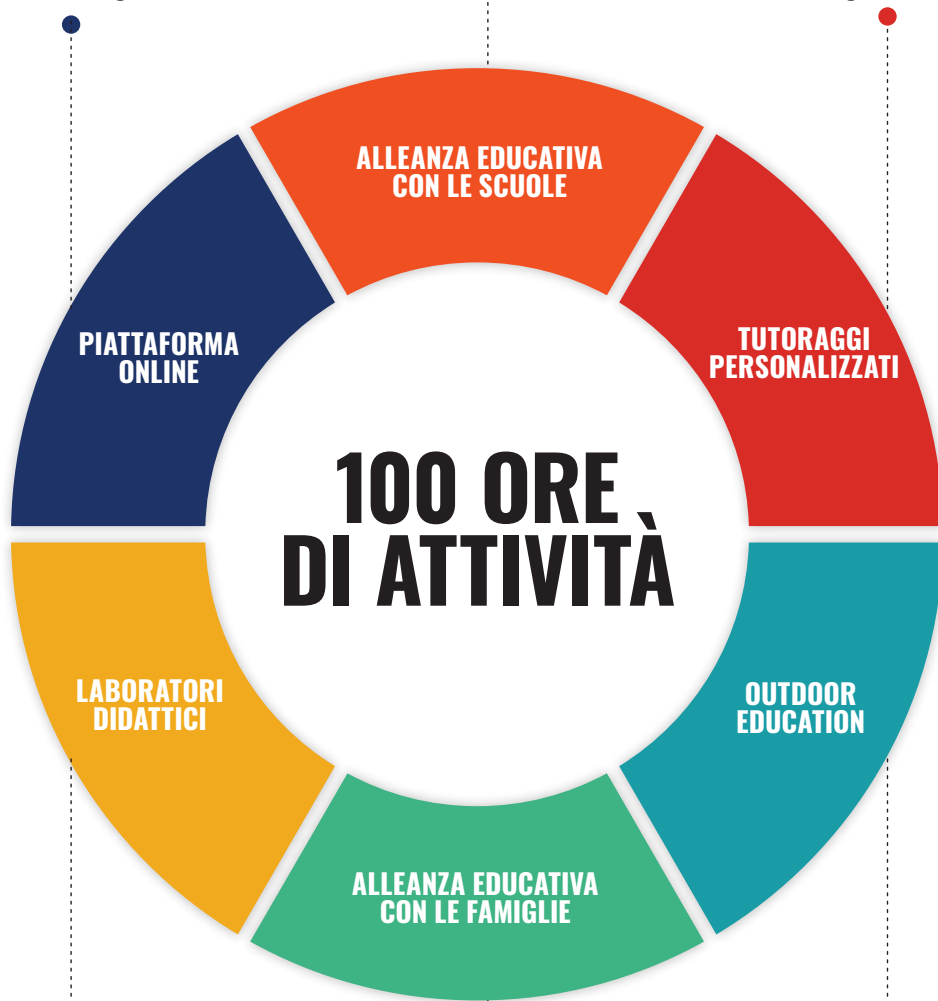 ALLEANZA EDUCATIVA
CON LE SCUOLE
PIATTAFORMA
ONLINE
TUTORAGGI
PERSONALIZZATI
100 ORE
DI ATTIVITÀ
LABORATORI
DIDATTICI
OUTDOOR
EDUCATION
ALLEANZA EDUCATIVA
CON LE FAMIGLIE